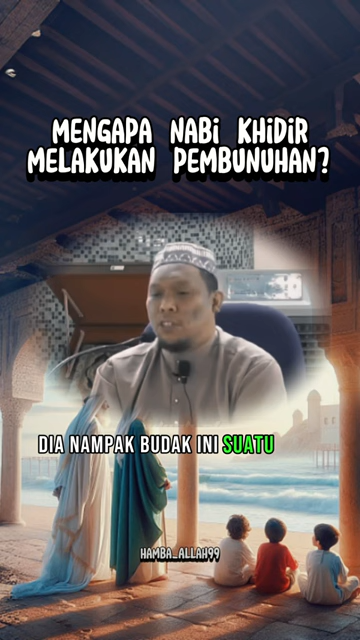 MENGAPA NABI KHIDIR
MELAKUKAN PEMBUNUHAN?
DIA NAMPAK BUDAK INI SUATU
HAMBA_ALLAH99